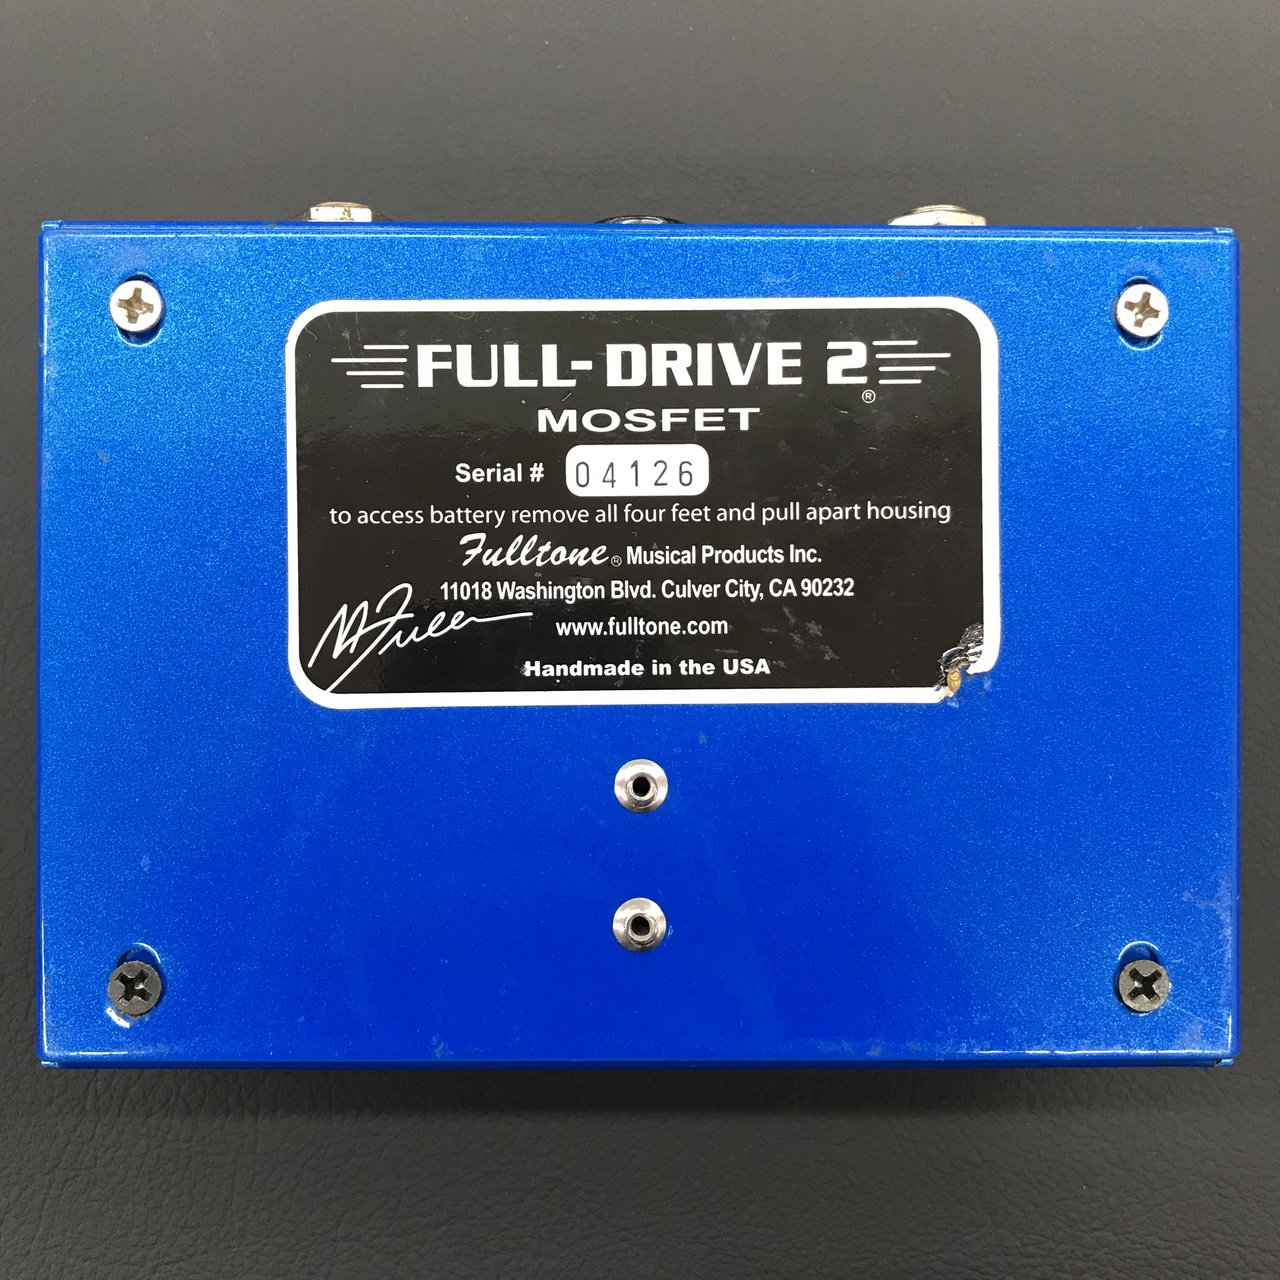 FULL-DRIVE 2®
MOSFET
Serial # 04126
to access battery remove all four feet and pull apart housing
Fulltone® Musical Products Inc.
11018 Washington Blvd. Culver City, CA 90232
M Fuller
www.fulltone.com
Handmade in the USA